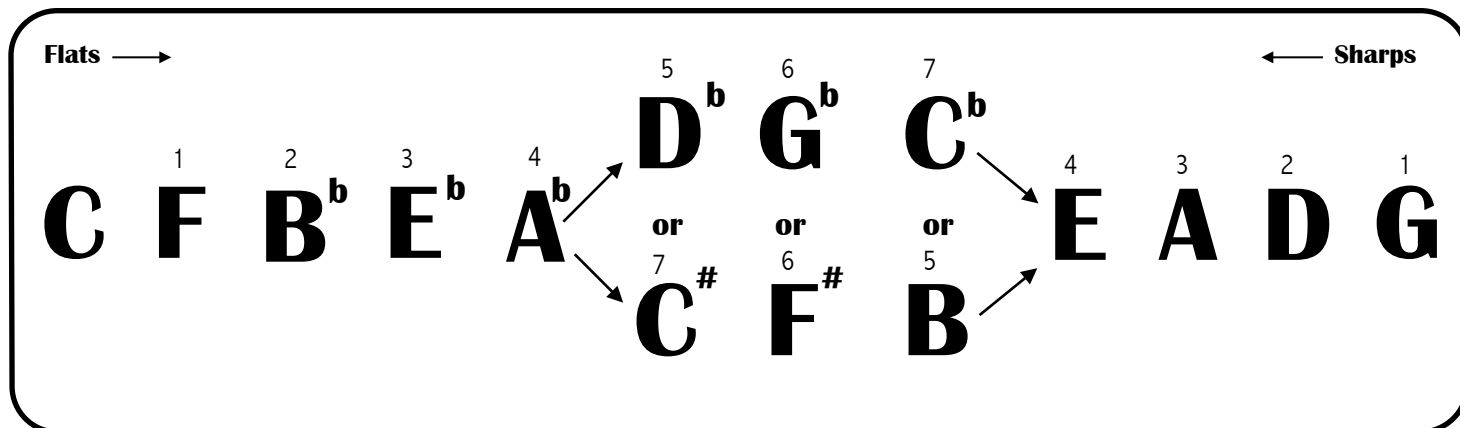 Flats Sharps
5 6 7
Db Gb Cb
1 2 3 4 4 3 2 1
C F Bb Eb Ab or or or E A D G
7 6 5
C# F# B